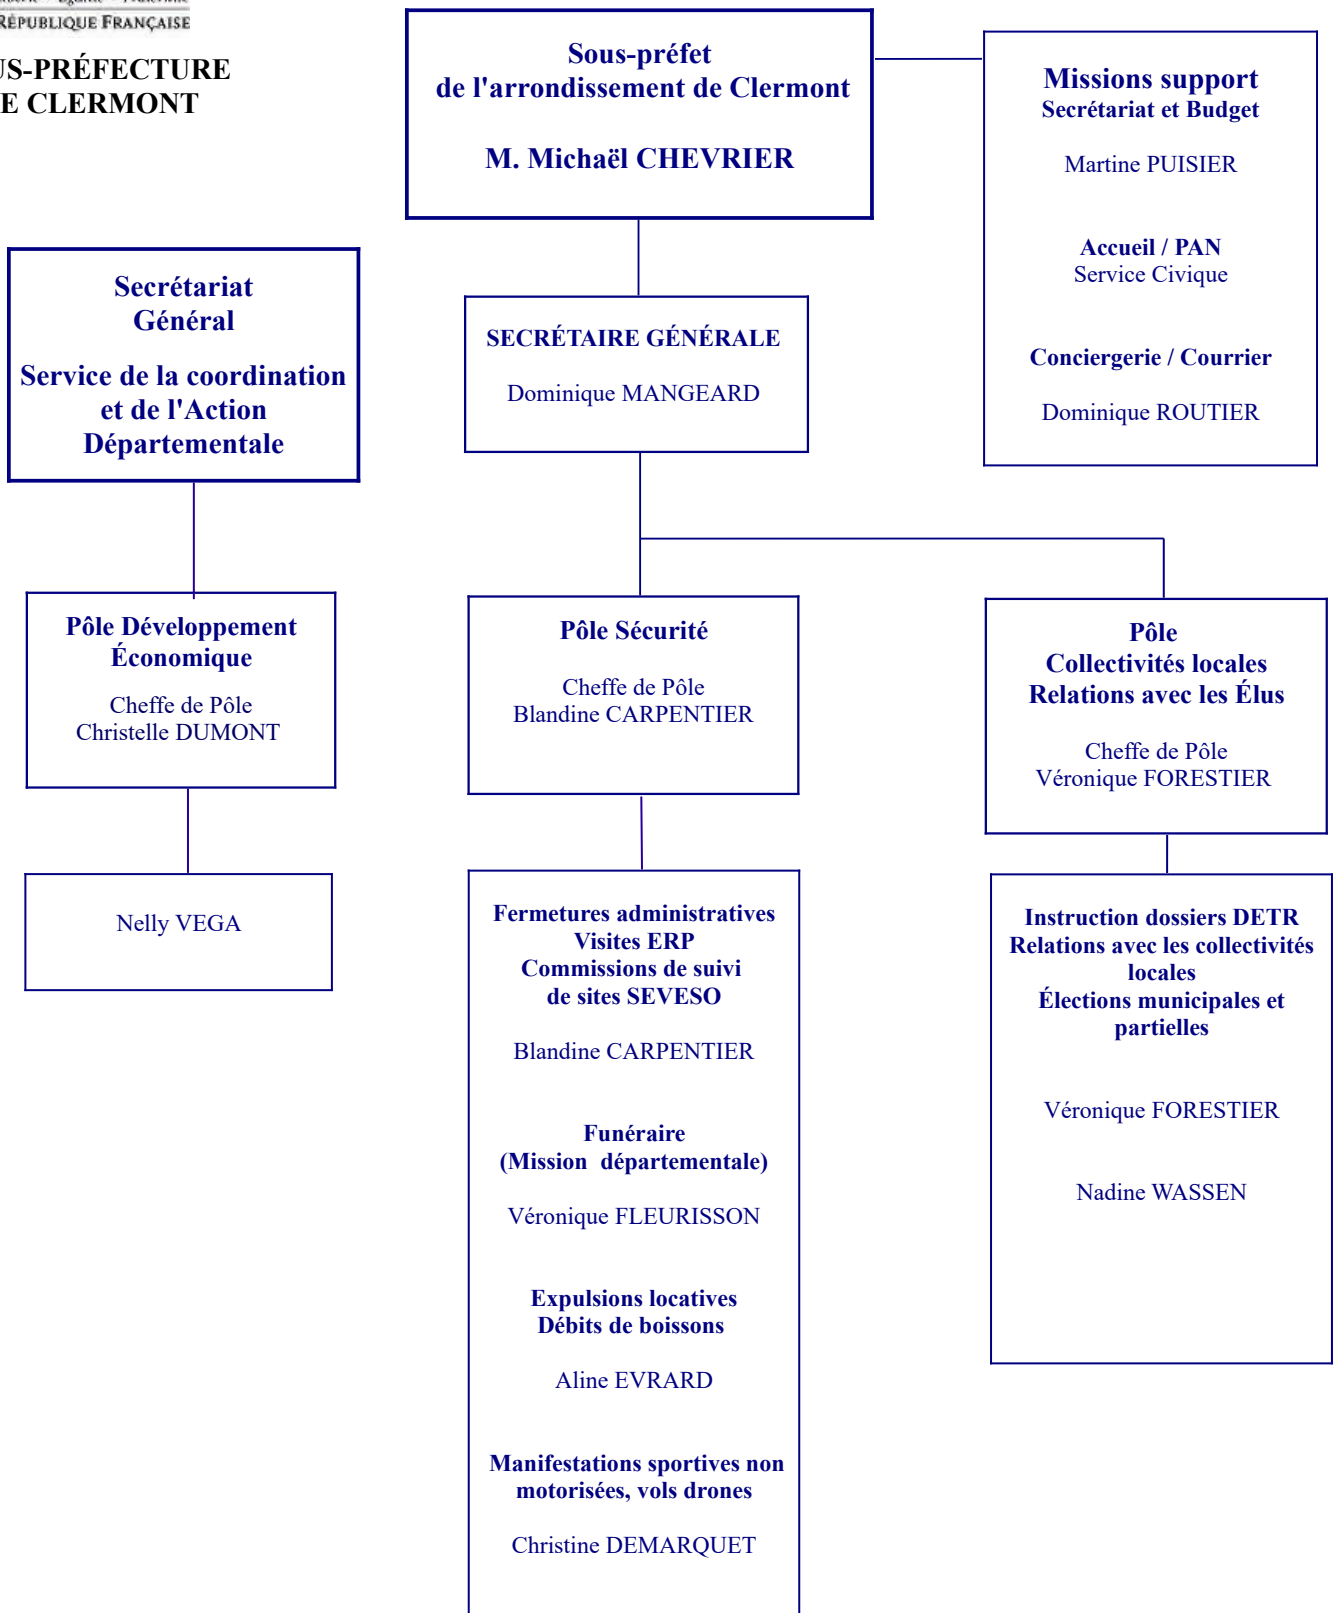 RÉPUBLIQUE FRANÇAISE
US-PRÉFECTURE
E CLERMONT
Sous-préfet
de l'arrondissement de Clermont
M. Michaël CHEVRIER
Missions support
Secrétariat et Budget
Martine PUISIER
Accueil / PAN
Service Civique
Conciergerie / Courrier
Dominique ROUTIER
Secrétariat
Général
Service de la coordination
et de l'Action
Départementale
SECRÉTAIRE GÉNÉRALE
Dominique MANGEARD
Pôle Développement
Économique
Cheffe de Pôle
Christelle DUMONT
Nelly VEGA
Pôle Sécurité
Cheffe de Pôle
Blandine CARPENTIER
Fermetures administratives
Visites ERP
Commissions de suivi
de sites SEVESO
Blandine CARPENTIER
Funéraire
(Mission départementale)
Véronique FLEURISSON
Expulsions locatives
Débits de boissons
Aline EVRARD
Manifestations sportives non
motorisées, vols drones
Christine DEMARQUET
Pôle
Collectivités locales
Relations avec les Élus
Cheffe de Pôle
Véronique FORESTIER
Instruction dossiers DETR
Relations avec les collectivités
locales
Élections municipales et
partielles
Véronique FORESTIER
Nadine WASSEN